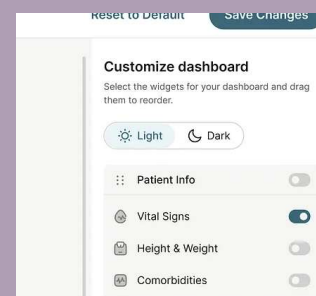 Reset to Default Save Changes
Customize dashboard
Select the widgets for your dashboard and drag
them to reorder.
Light Dark
Patient Info
Vital Signs
Height & Weight
Comorbidities